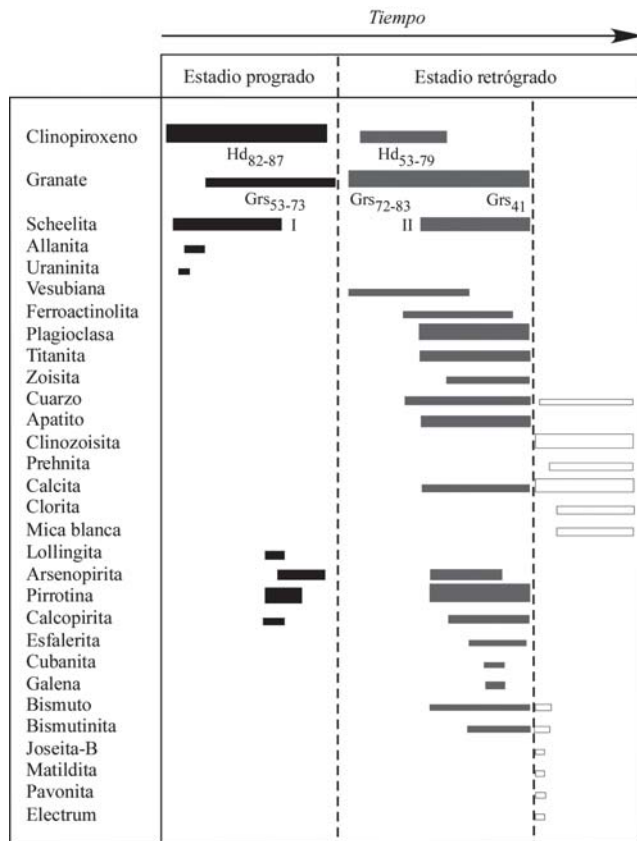 Tiempo
Estadio progrado Estadio retrógrado
Clinopiroxeno
Hd82-87 Hd53-79
Granate
Grs53-73 Grs72-83 Grs41
Scheelita I II
Allanita
Uraninita
Vesubiana
Ferroactinolita
Plagioclasa
Titanita
Zoisita
Cuarzo
Apatito
Clinozoisita
Prehnita
Calcita
Clorita
Mica blanca
Lollingita
Arsenopirita
Pirrotina
Calcopirita
Esfalerita
Cubanita
Galena
Bismuto
Bismutinita
Joseita-B
Matildita
Pavonita
Electrum